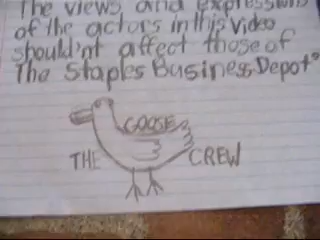 The views and expressions
of the actors in this video
should'nt affect those of
The Staples Business Depot
GOOSE
THE CREW